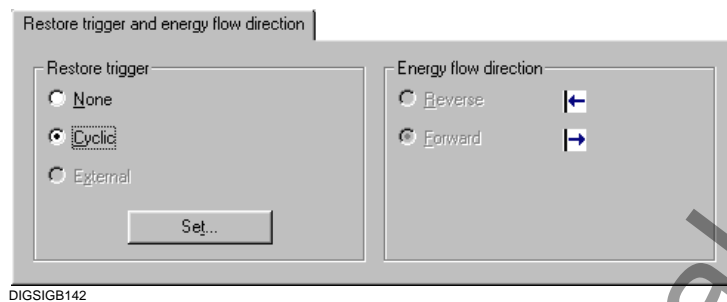 Restore trigger and energy flow direction
Restore trigger
None
Cyclic
External
Set...
Energy flow direction
Reverse
Forward
DIGSIGB142